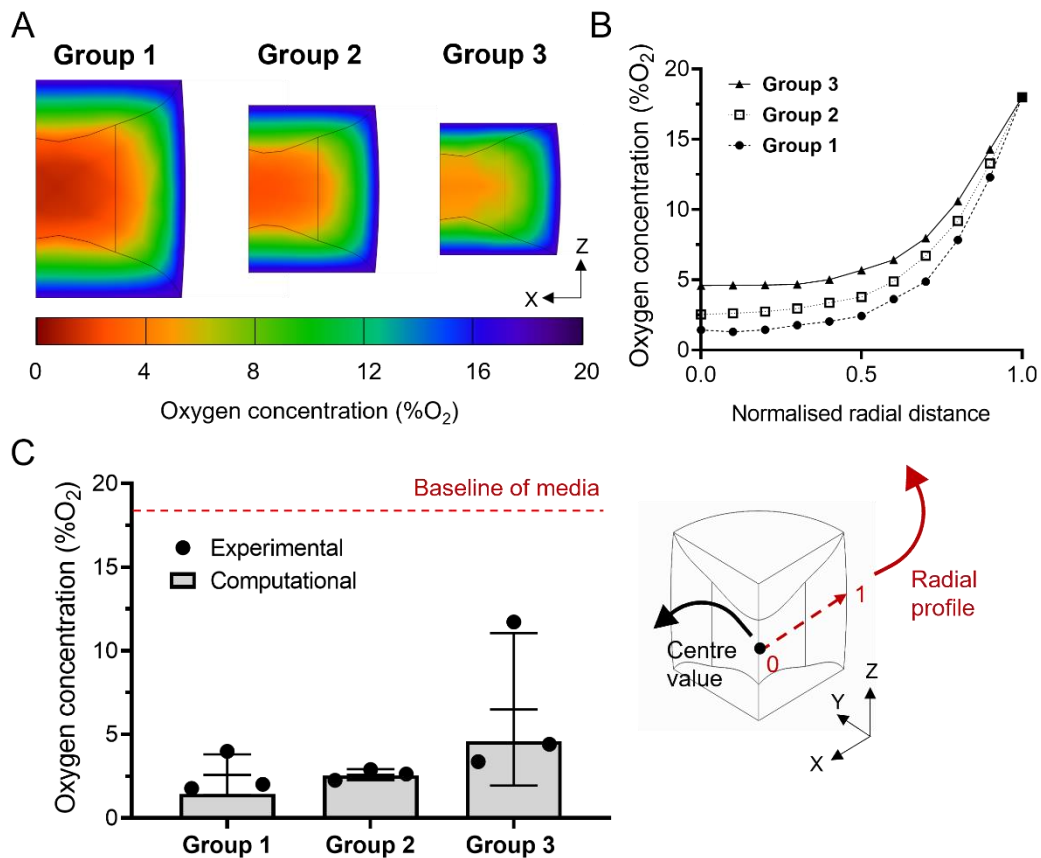 A
Group 1
Group 2
Group 3
Z
X
0
4
8
12
16
20
Oxygen concentration (%O₂)
B
Oxygen concentration (%O₂)
20
15
10
5
0
Group 3
Group 2
Group 1
0.0
0.5
1.0
Normalised radial distance
C
Oxygen concentration (%O₂)
20
15
10
5
0
Baseline of media
Experimental
Computational
Group 1
Group 2
Group 3
1
Radial
profile
Centre
value
0
Z
Y
X